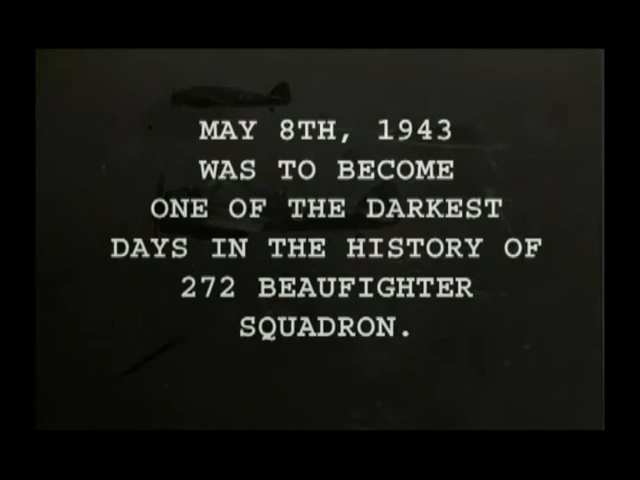 MAY 8TH, 1943
WAS TO BECOME
ONE OF THE DARKEST
DAYS IN THE HISTORY OF
272 BEAUFIGHTER
SQUADRON.